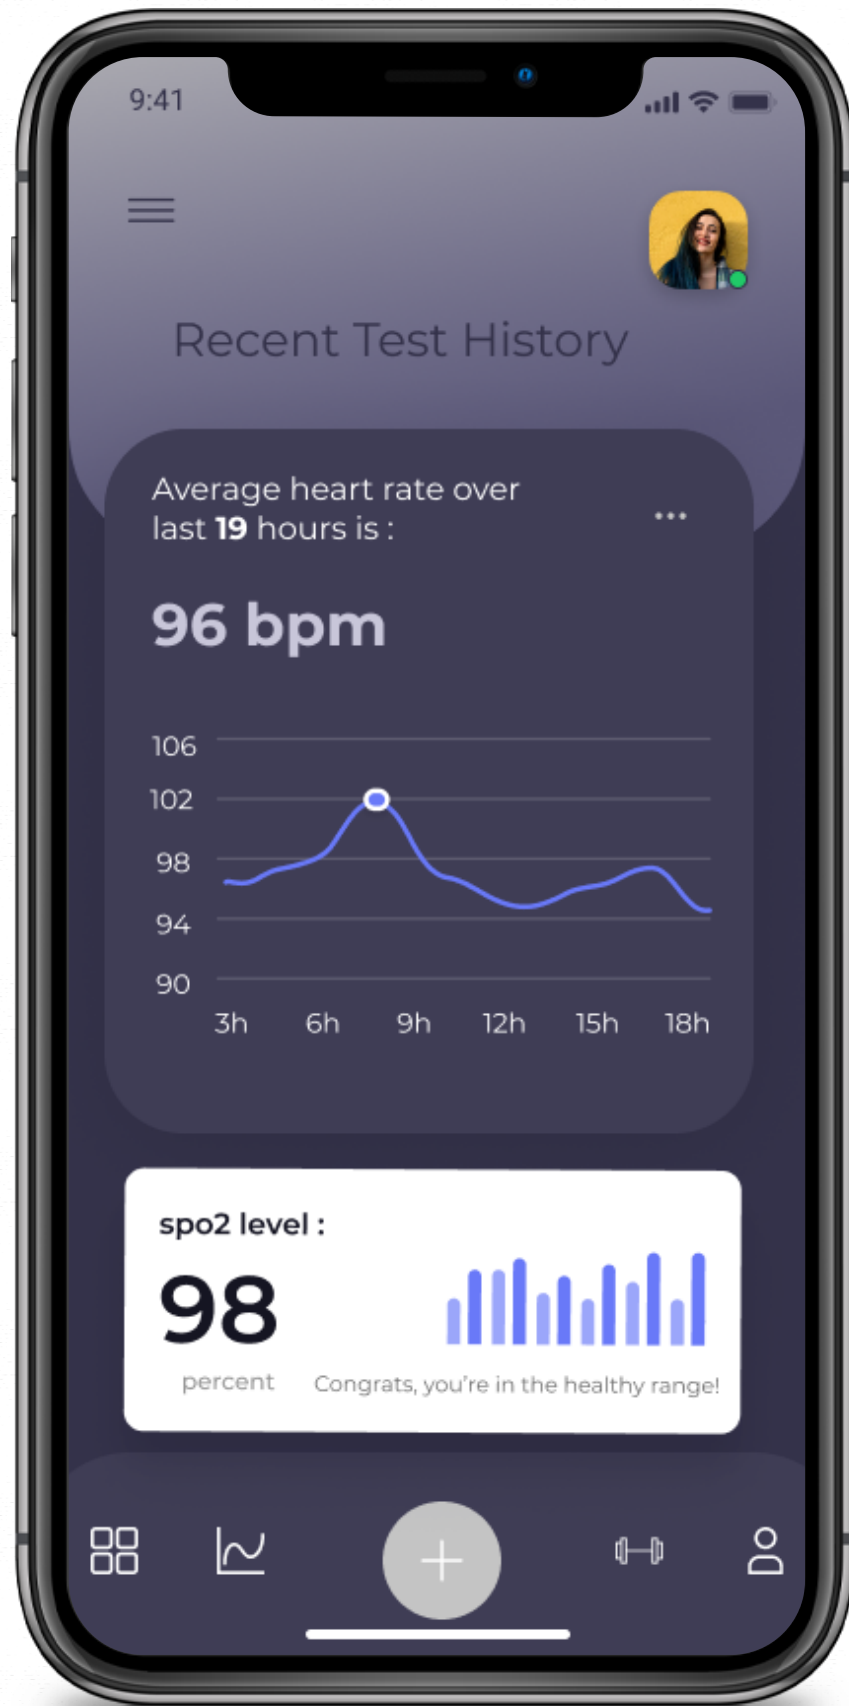 9:41
Recent Test History
Average heart rate over
last 19 hours is :
96 bpm
106
102
98
94
90
3h 6h 9h 12h 15h 18h
spo2 level :
98
percent
Congrats, you're in the healthy range!